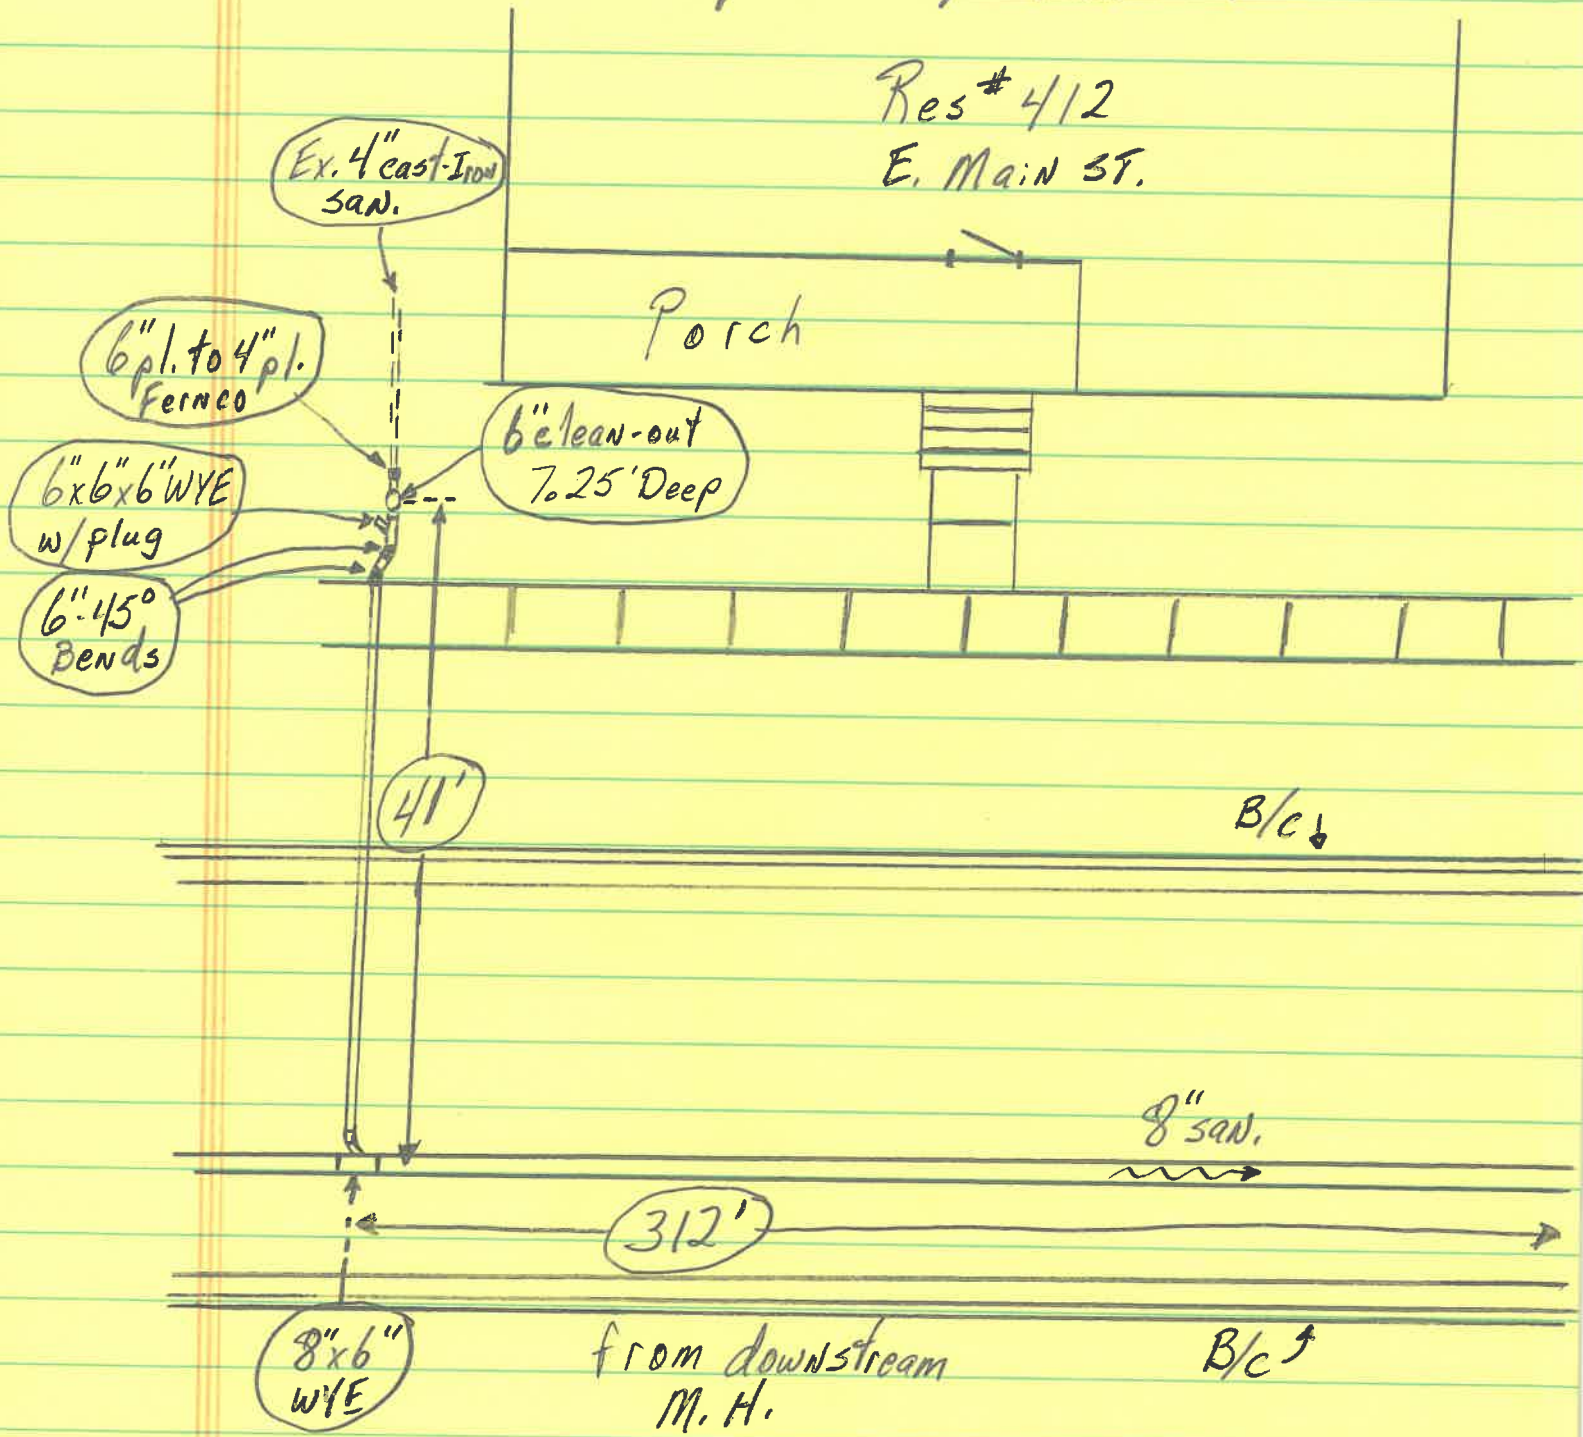 Res# 412
E. Main ST.
Ex. 4" cast-Iron
san.
Porch
6" pl. to 4" pl.
Fernco
6" clean-out
7.25' Deep
6"x6"x6" WYE
w/plug
6"-45°
Bends
41'
B/C
8" san.
312'
8"x6"
WYE
from downstream
M.H.
B/C